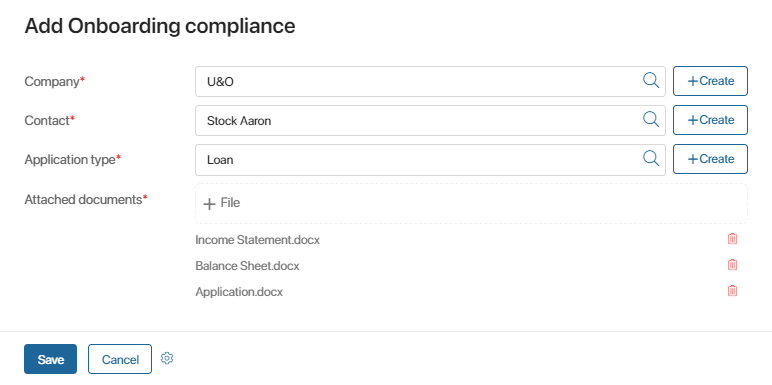 Add Onboarding compliance
Company* U&O +Create
Contact* Stock Aaron +Create
Application type* Loan +Create
Attached documents* + File
Income Statement.docx
Balance Sheet.docx
Application.docx
Save Cancel